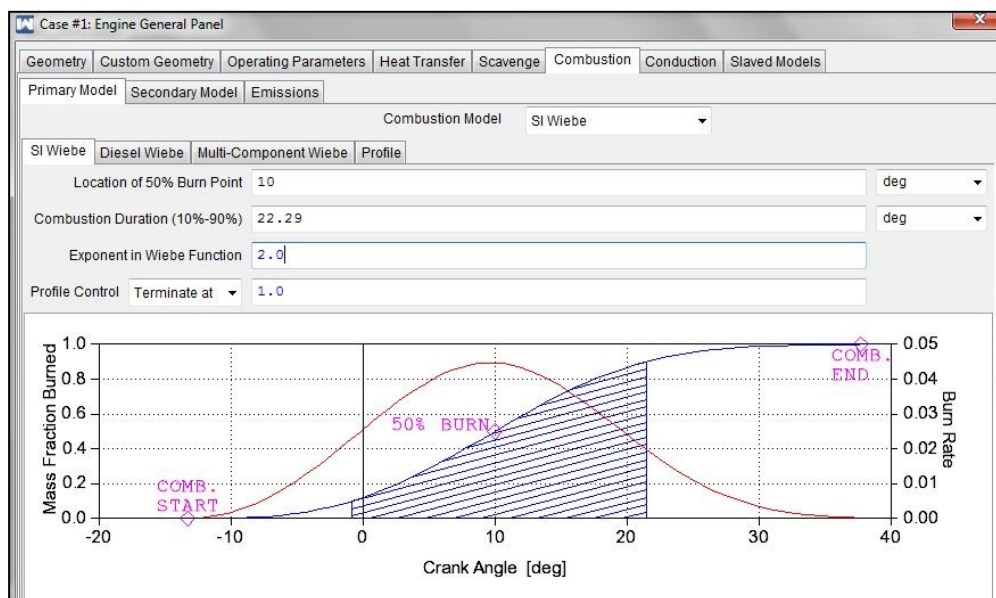 Case #1: Engine General Panel
x
Geometry Custom Geometry Operating Parameters Heat Transfer Scavenge Combustion Conduction Slaved Models
Primary Model Secondary Model Emissions
Combustion Model SI Wiebe
SI Wiebe Diesel Wiebe Multi-Component Wiebe Profile
Location of 50% Burn Point 10 deg
Combustion Duration (10%-90%) 22.29 deg
Exponent in Wiebe Function 2.0
Profile Control Terminate at 1.0
Mass Fraction Burned
1.0
0.8
0.6
0.4
0.2
0.0
50% BURN
COMB.
START
COMB.
END
0.05
0.04
0.03
0.02
0.01
0.00
Burn Rate
-20 -10 0 10 20 30 40
Crank Angle [deg]